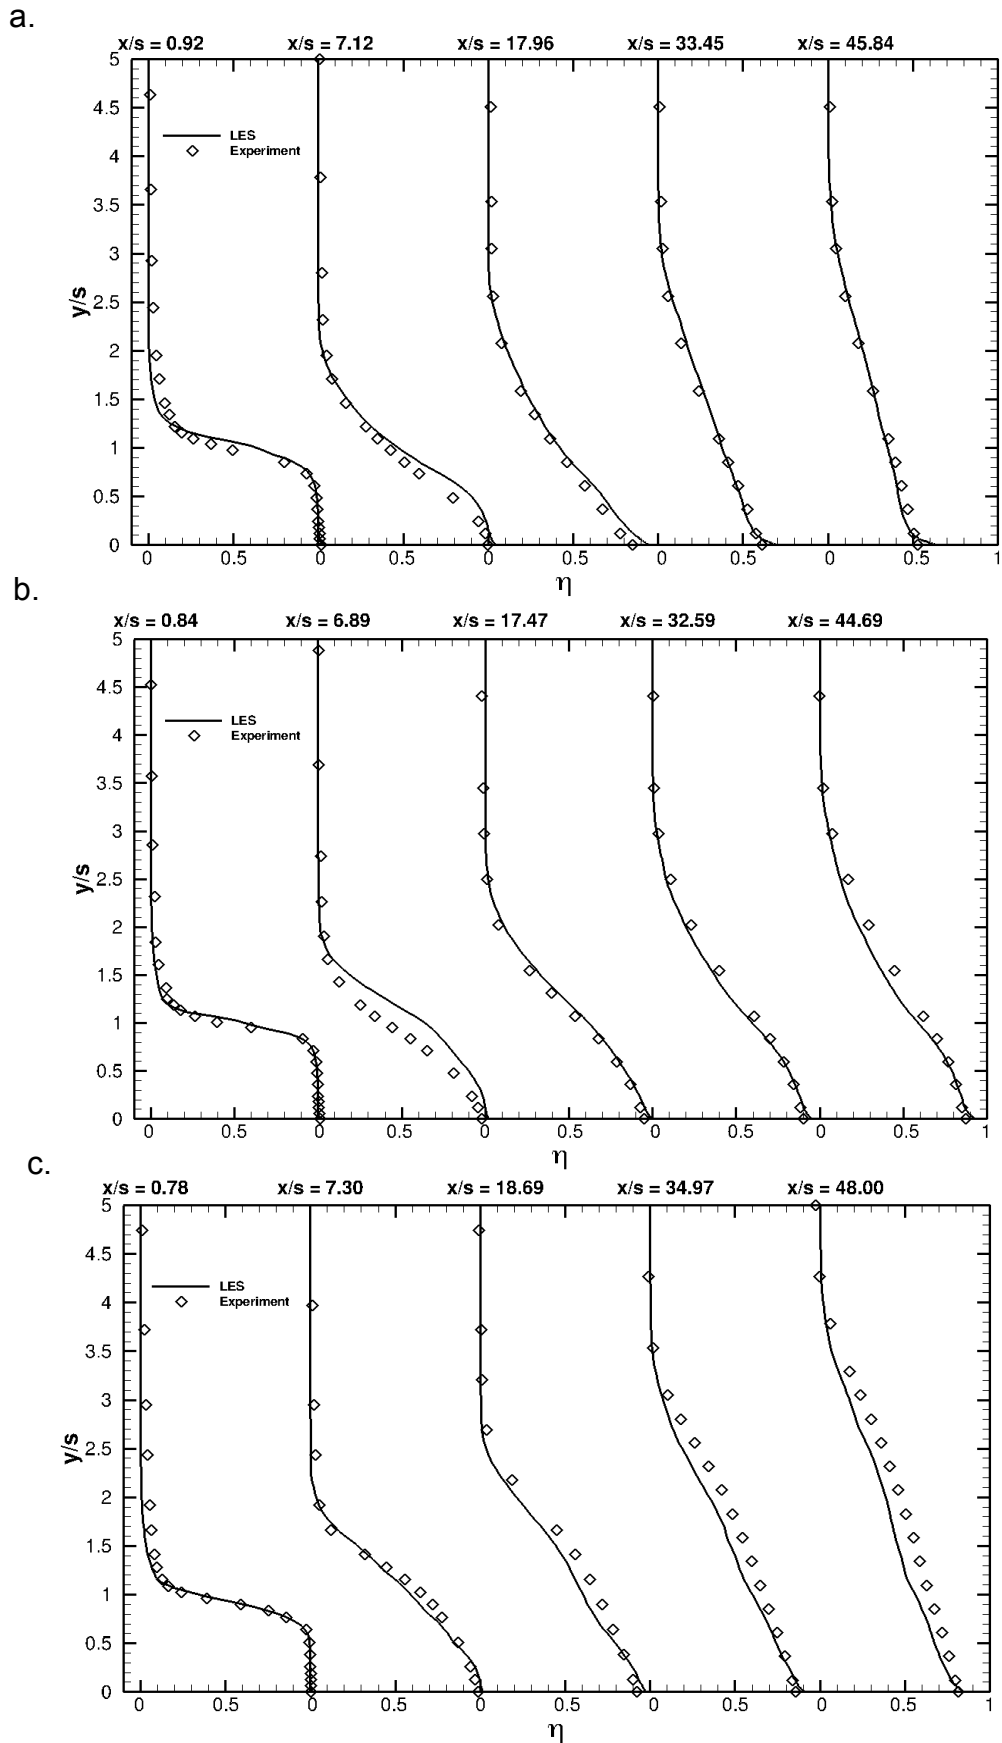 a.
x/s = 0.92 x/s = 7.12 x/s = 17.96 x/s = 33.45 x/s = 45.84
5
4.5
LES
Experiment
4
3.5
3
y/s
2.5
2
1.5
1
0.5
0
0 0.5 0 0.5 0 0.5 0 0.5 0 0.5 1
η
b.
x/s = 0.84 x/s = 6.89 x/s = 17.47 x/s = 32.59 x/s = 44.69
5
4.5
LES
Experiment
4
3.5
3
y/s
2.5
2
1.5
1
0.5
0
0 0.5 0 0.5 0 0.5 0 0.5 0 0.5 1
η
c.
x/s = 0.78 x/s = 7.30 x/s = 18.69 x/s = 34.97 x/s = 48.00
5
4.5
LES
Experiment
4
3.5
3
y/s
2.5
2
1.5
1
0.5
0
0 0.5 0 0.5 0 0.5 0 0.5 0 0.5 1
η